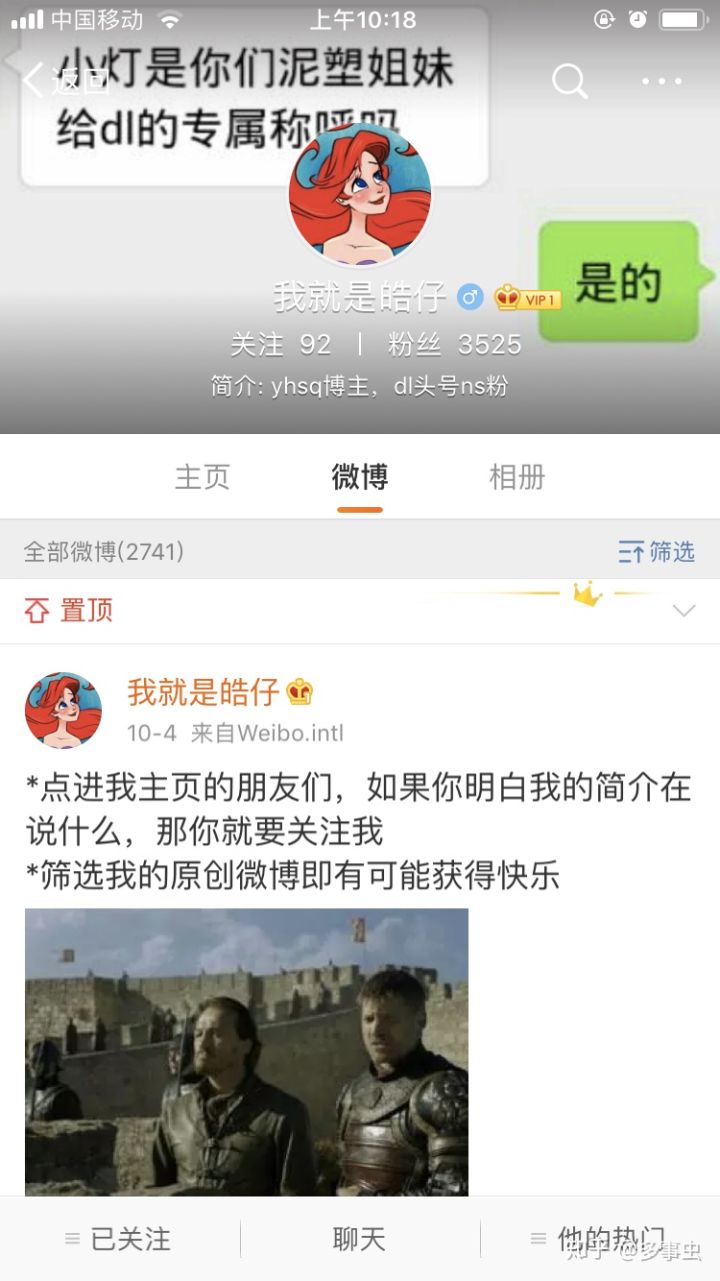 中国移动 上午10:18
小灯是你们泥塑姐妹
返回
给dl的专属称呼吗
是的
我就是皓仔 VIP 1
关注 92 | 粉丝 3525
简介: yhsq博主，dl头号ns粉
主页 微博 相册
全部微博(2741) 筛选
置顶
我就是皓仔
10-4 来自Weibo.intl
*点进我主页的朋友们，如果你明白我的简介在
说什么，那你就要关注我
*筛选我的原创微博即有可能获得快乐
已关注 聊天 他的热门
知乎 @多事虫